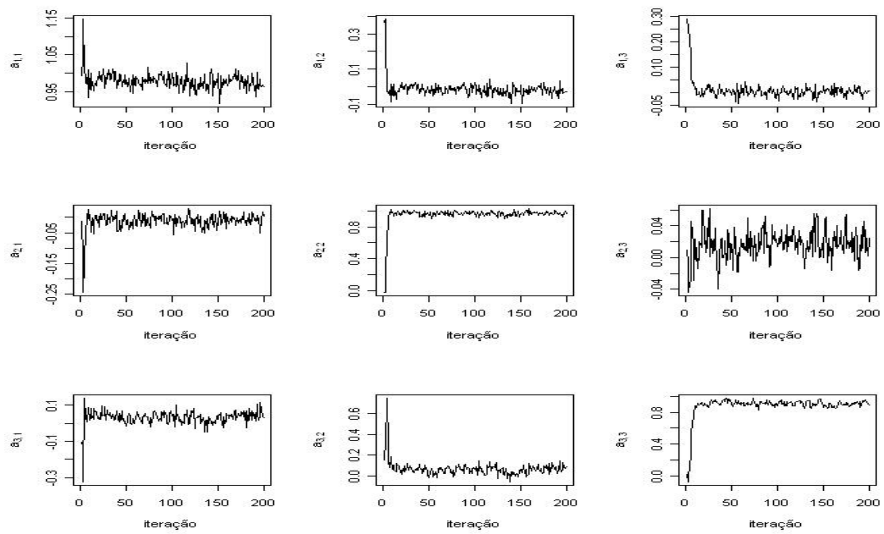 a1,1
0.95 1.05 1.15
0 50 100 150 200
iteração
a1,2
-0.1 0.1 0.3
0 50 100 150 200
iteração
a1,3
-0.05 0.10 0.20 0.30
0 50 100 150 200
iteração
a2,1
-0.25 -0.15 -0.05
0 50 100 150 200
iteração
a2,2
0.0 0.4 0.8
0 50 100 150 200
iteração
a2,3
-0.04 0.00 0.04
0 50 100 150 200
iteração
a3,1
-0.3 -0.1 0.1
0 50 100 150 200
iteração
a3,2
0.0 0.2 0.4 0.6
0 50 100 150 200
iteração
a3,3
0.0 0.4 0.8
0 50 100 150 200
iteração